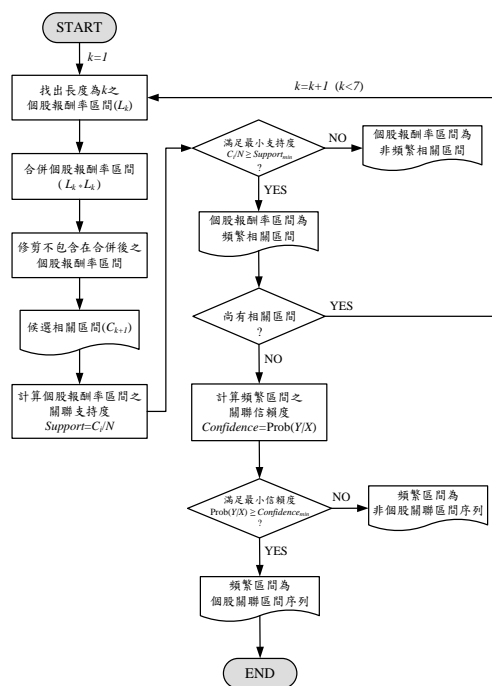 START
k=1
找出長度為k之
個股報酬率區間(Lk)
合併個股報酬率區間
(Lk*Lk)
修剪不包含在合併後之
個股報酬率區間
候選相關區間(Ck+1)
計算個股報酬率區間之
關聯支持度
Support=Ci/N
k=k+1 (k<7)
滿足最小支持度
Ci/N ≥ Supportmin
?
NO
個股報酬率區間為
非頻繁相關區間
YES
個股報酬率區間為
頻繁相關區間
尚有相關區間
?
YES
NO
計算頻繁區間之
關聯信賴度
Confidence=Prob(Y/X)
滿足最小信賴度
Prob(Y/X) ≥ Confidencemin
?
NO
頻繁區間為
非個股關聯區間序列
YES
頻繁區間為
個股關聯區間序列
END